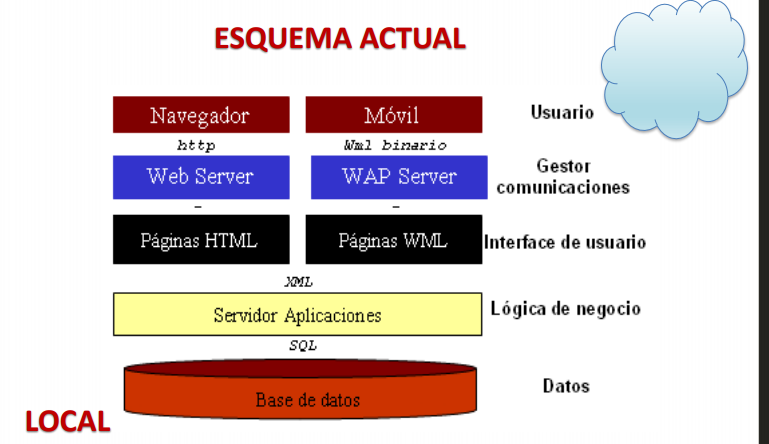 ESQUEMA ACTUAL
Navegador
Móvil
Usuario
http
Wml binario
Web Server
WAP Server
Gestor
comunicaciones
Páginas HTML
Páginas WML
Interface de usuario
XML
Servidor Aplicaciones
Lógica de negocio
SQL
Base de datos
Datos
LOCAL